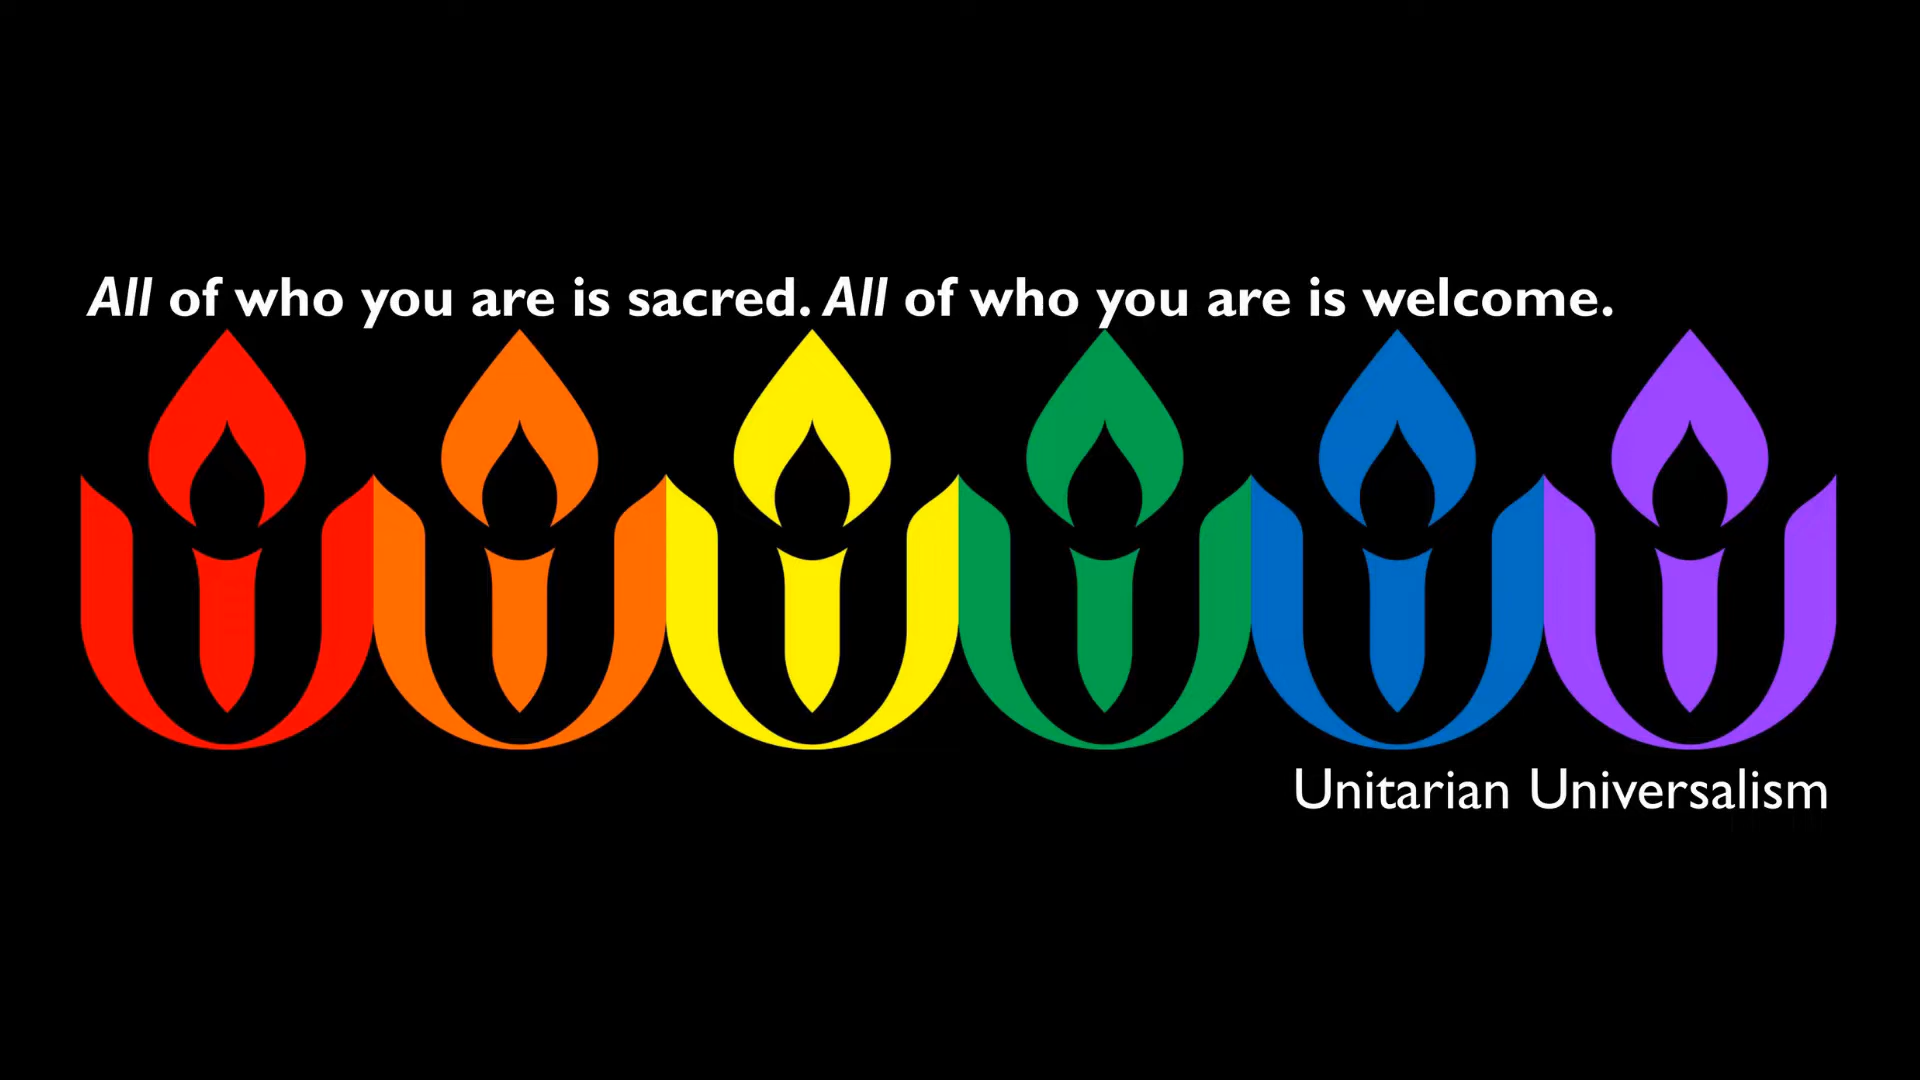 All of who you are is sacred. All of who you are is welcome.
Unitarian Universalism